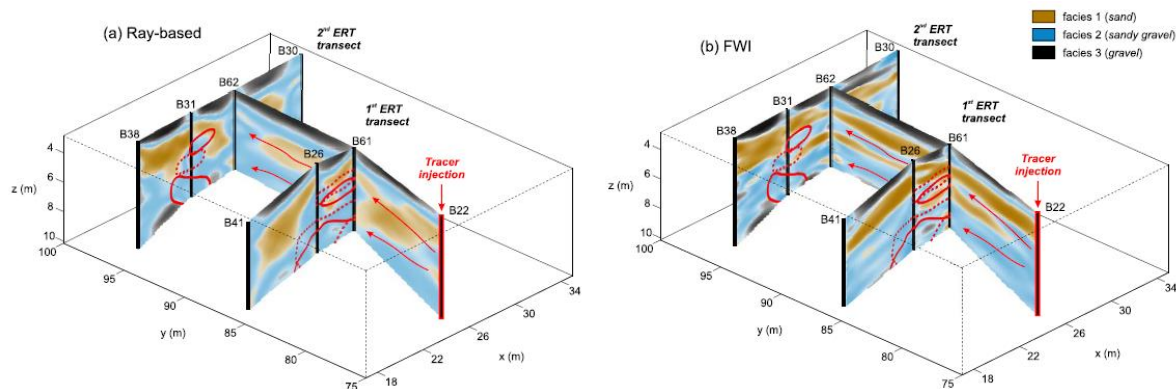 (a) Ray-based
2nd ERT
transect
B30
B62
B31
B38
1st ERT
transect
B61
B26
B41
Tracer
injection
B22
4
6
8
10
z (m)
100
95
90
85
80
75
y (m)
18
22
26
30
34
x (m)
(b) FWI
2nd ERT
transect
B30
B62
B31
B38
1st ERT
transect
B61
B26
B41
Tracer
injection
B22
4
6
8
10
z (m)
100
95
90
85
80
75
y (m)
18
22
26
30
34
x (m)
facies 1 (sand)
facies 2 (sandy gravel)
facies 3 (gravel)